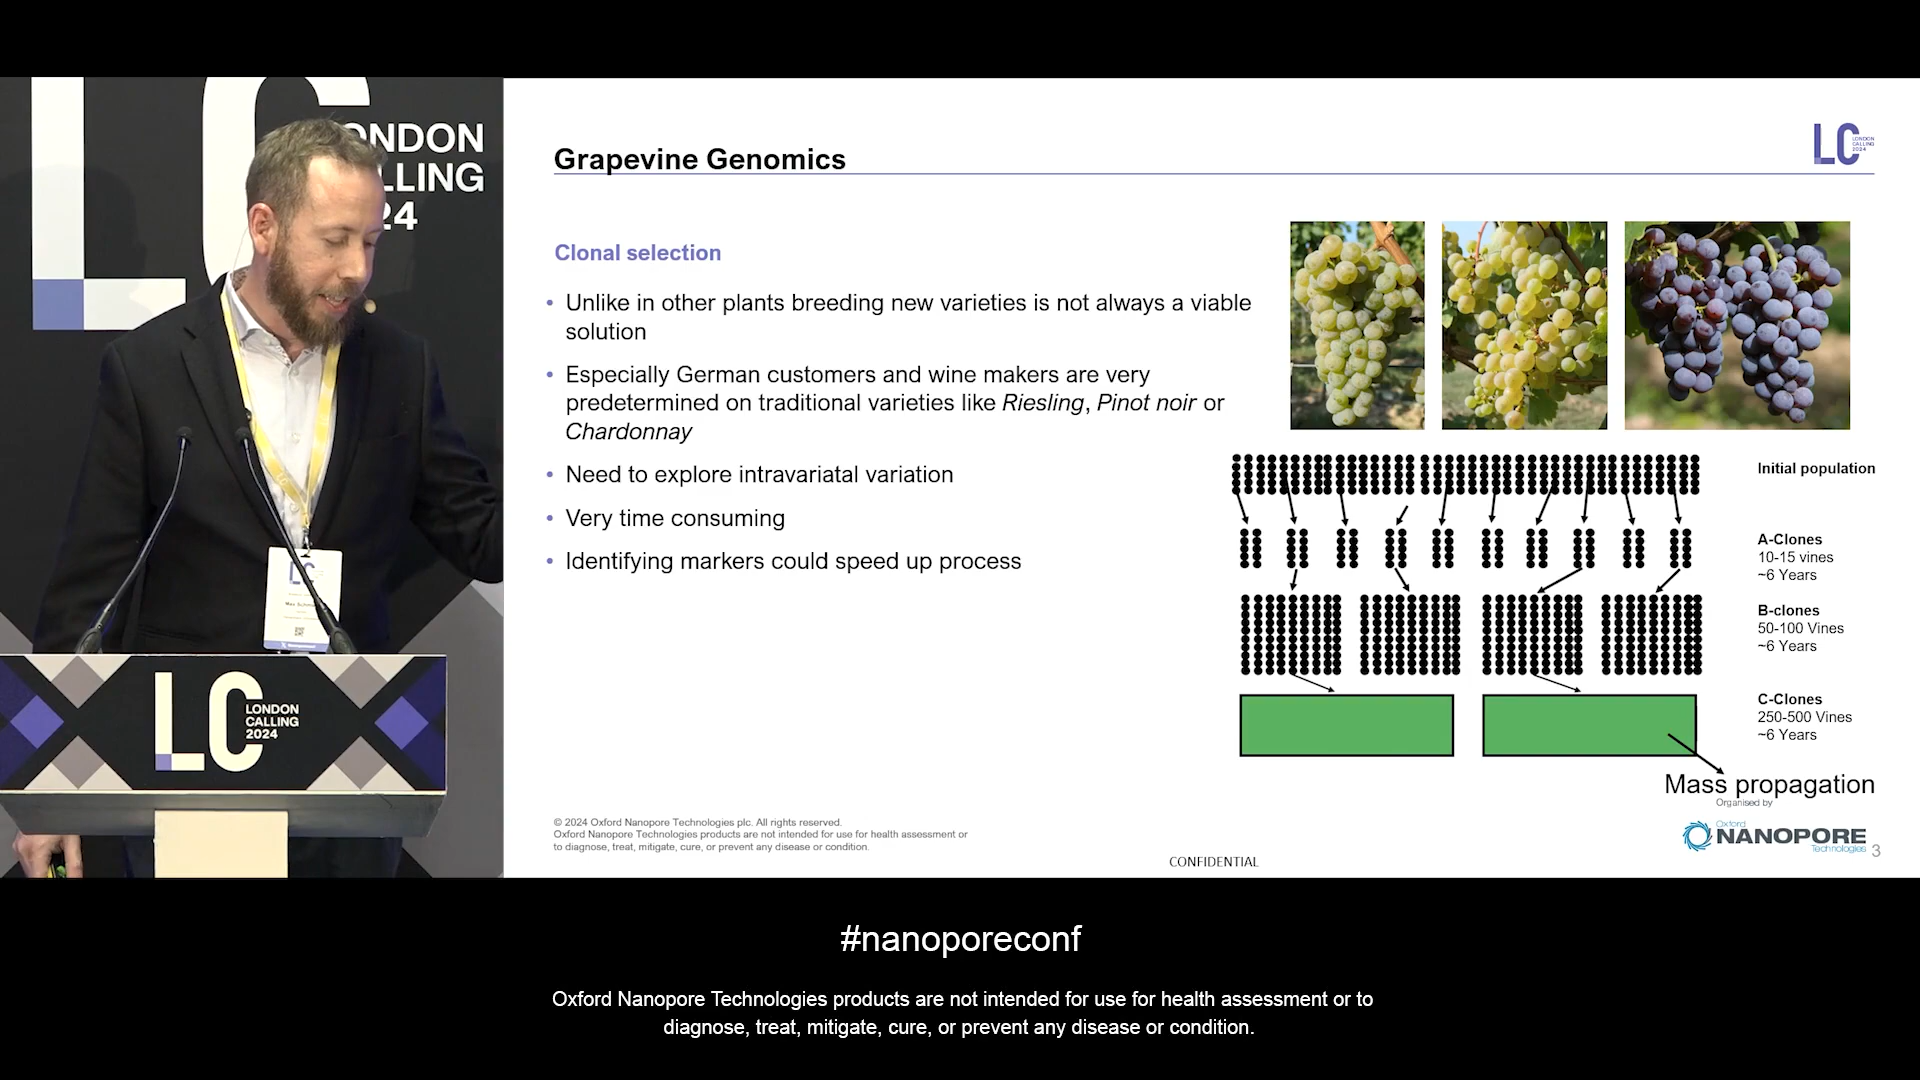 ONDON
LLING
24
LC
LONDON
CALLING
2024
Grapevine Genomics
LC
LONDON
CALLING
2024
Clonal selection
• Unlike in other plants breeding new varieties is not always a viable
solution
• Especially German customers and wine makers are very
predetermined on traditional varieties like Riesling, Pinot noir or
Chardonnay
• Need to explore intravariatal variation
• Very time consuming
• Identifying markers could speed up process
Initial population
A-Clones
10-15 vines
~6 Years
B-clones
50-100 Vines
~6 Years
C-Clones
250-500 Vines
~6 Years
Mass propagation
Organised by
Oxford
NANOPORE
Technologies
3
© 2024 Oxford Nanopore Technologies plc. All rights reserved.
Oxford Nanopore Technologies products are not intended for use for health assessment or
to diagnose, treat, mitigate, cure, or prevent any disease or condition.
CONFIDENTIAL
#nanoporeconf
Oxford Nanopore Technologies products are not intended for use for health assessment or to
diagnose, treat, mitigate, cure, or prevent any disease or condition.